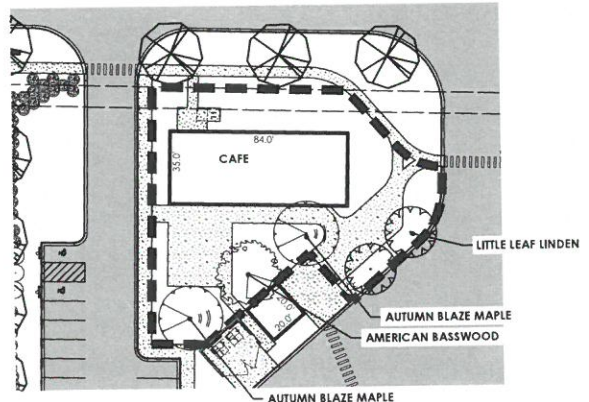 84.0'
35.0'
CAFE
LITTLE LEAF LINDEN
AUTUMN BLAZE MAPLE
20.0'
AMERICAN BASSWOOD
AUTUMN BLAZE MAPLE